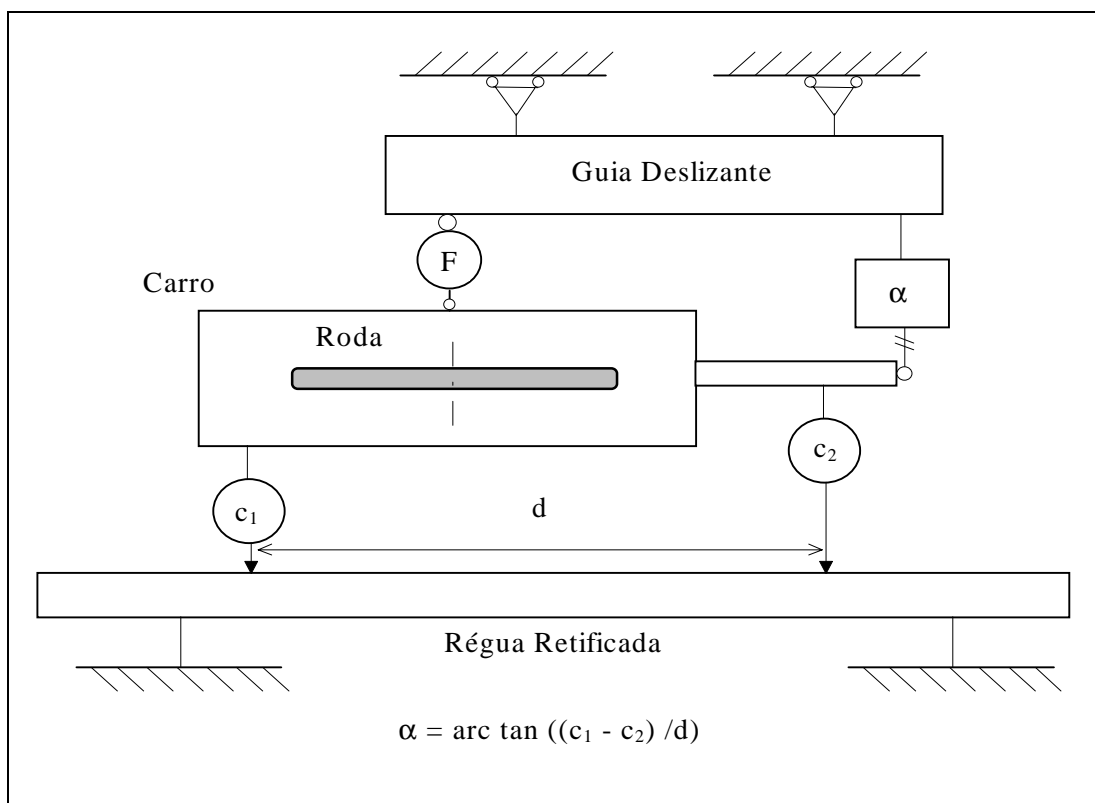 Guia Deslizante
F
Carro
α
Roda
c₂
c₁
d
Régua Retificada
α = arc tan ((c₁ - c₂) /d)